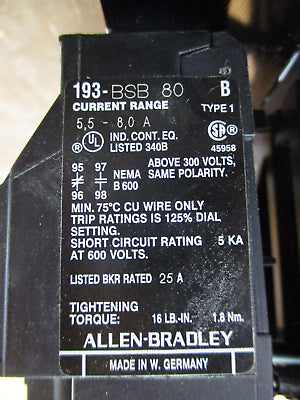 193-BSB 80 B
CURRENT RANGE TYPE 1
5,5 - 8,0 A
UL IND. CONT. EQ. SA
LISTED 340B 45958
95 97 ABOVE 300 VOLTS,
NEMA SAME POLARITY.
B 600
96 98
MIN. 75°C CU WIRE ONLY
TRIP RATINGS IS 125% DIAL
SETTING.
SHORT CIRCUIT RATING 5 KA
AT 600 VOLTS.
LISTED BKR RATED 25 A
TIGHTENING
TORQUE: 16 LB.-IN. 1.8 Nm.
ALLEN-BRADLEY
MADE IN W. GERMANY